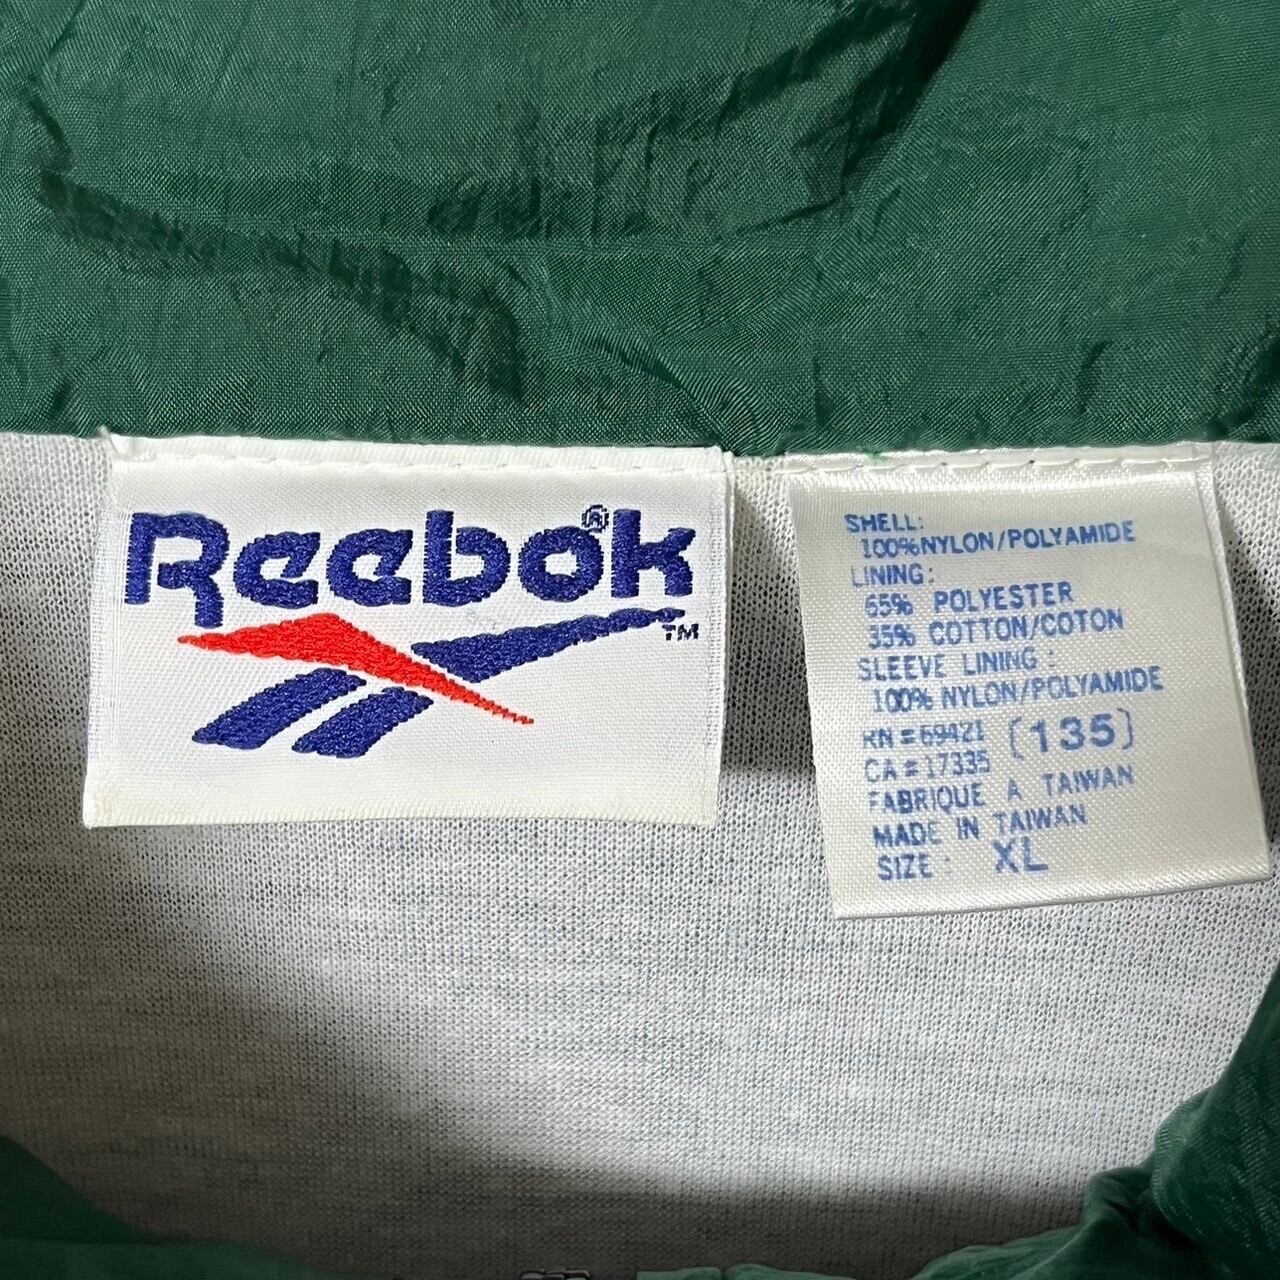 Reebok®
™
SHELL:
100%NYLON/POLYAMIDE
LINING:
65% POLYESTER
35% COTTON/COTON
SLEEVE LINING:
100% NYLON/POLYAMIDE
RN#69421 [135]
CA#17335
FABRIQUE A TAIWAN
MADE IN TAIWAN
SIZE: XL